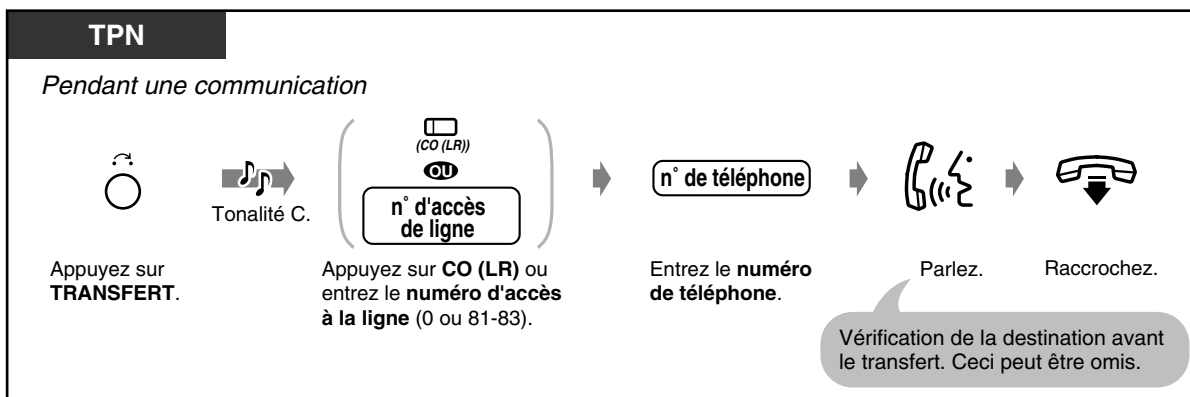 TPN
Pendant une communication
(CO (LR))
OU
n° d'accès
de ligne
n° de téléphone
Tonalité C.
Appuyez sur
TRANSFERT.
Appuyez sur CO (LR) ou
entrez le numéro d'accès
à la ligne (0 ou 81-83).
Entrez le numéro
de téléphone.
Parlez.
Raccrochez.
Vérification de la destination avant
le transfert. Ceci peut être omis.